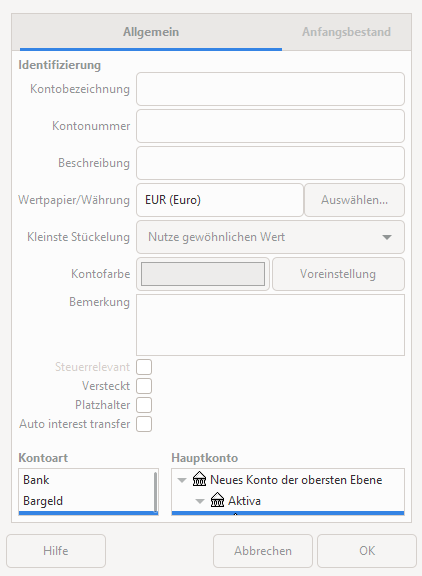 Allgemein Anfangsbestand
Identifizierung
Kontobezeichnung
Kontonummer
Beschreibung
Wertpapier/Währung EUR (Euro) Auswählen...
Kleinste Stückelung Nutze gewöhnlichen Wert
Kontofarbe Voreinstellung
Bemerkung
Steuerrelevant
Versteckt
Platzhalter
Auto interest transfer
Kontoart Hauptkonto
Bank Neues Konto der obersten Ebene
Bargeld Aktiva
Hilfe Abbrechen OK